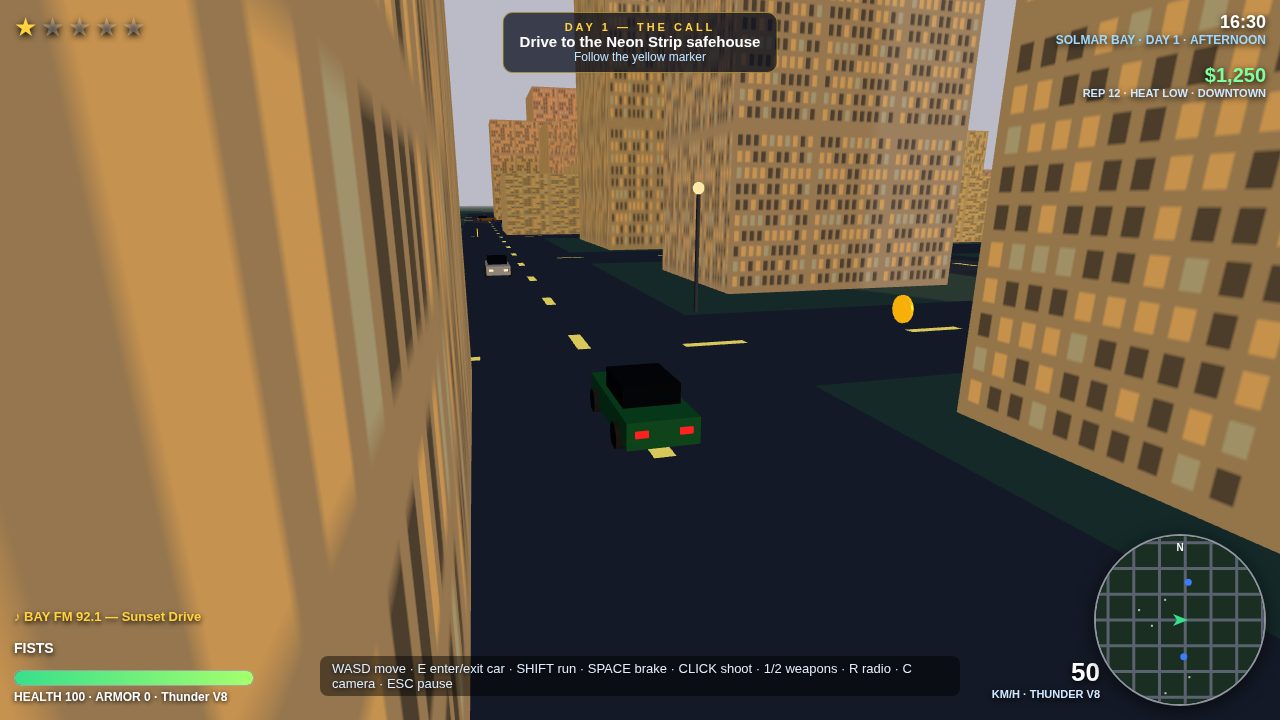 DAY 1 — THE CALL
Drive to the Neon Strip safehouse
Follow the yellow marker
16:30
SOLMAR BAY · DAY 1 · AFTERNOON
$1,250
REP 12 · HEAT LOW · DOWNTOWN
N
♪ BAY FM 92.1 — Sunset Drive
FISTS
HEALTH 100 · ARMOR 0 · Thunder V8
WASD move · E enter/exit car · SHIFT run · SPACE brake · CLICK shoot · 1/2 weapons · R radio · C
camera · ESC pause
50
KM/H · THUNDER V8